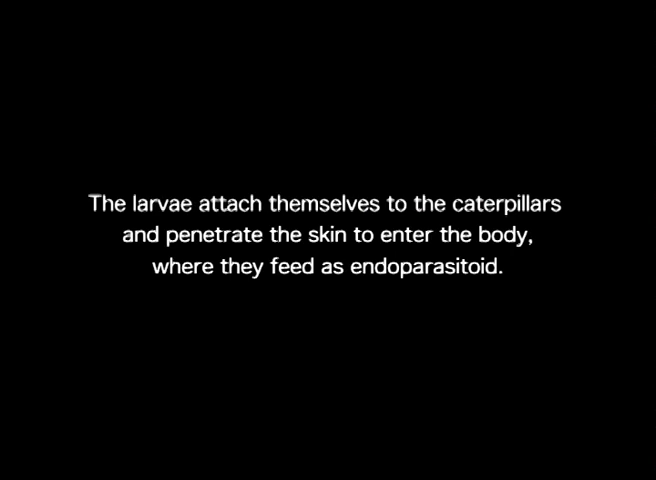 The larvae attach themselves to the caterpillars
and penetrate the skin to enter the body,
where they feed as endoparasitoid.